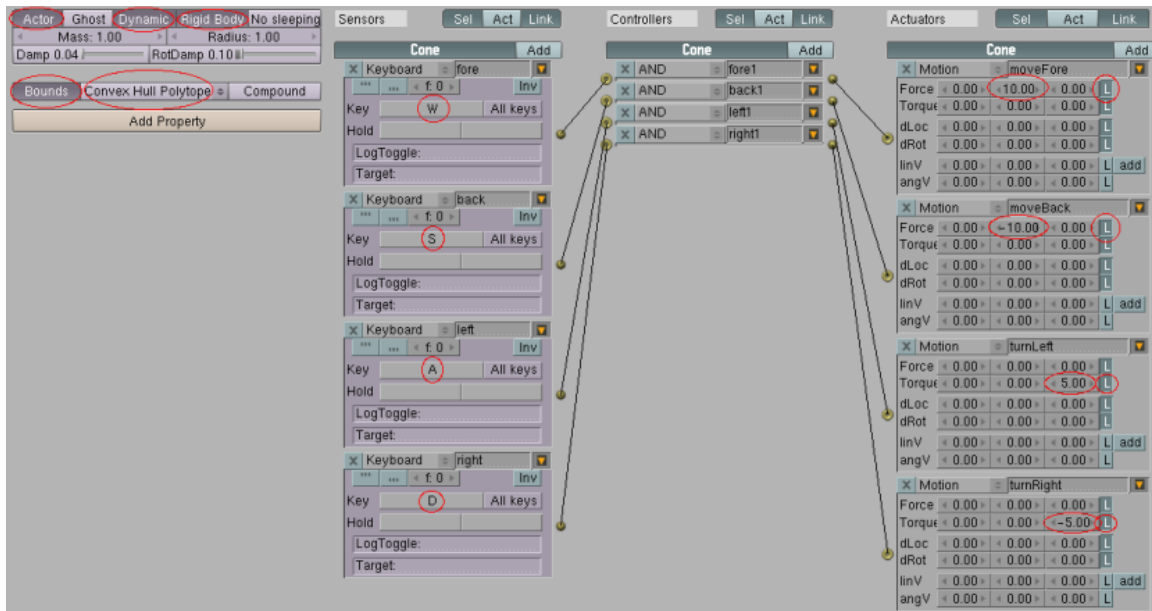 Actor Ghost Dynamic Rigid Body No sleeping
Mass: 1.00 Radius: 1.00
Damp 0.04 RotDamp 0.10
Bounds Convex Hull Polytope Compound
Add Property
Sensors Sel Act Link
Cone Add
X Keyboard fore
f: 0 Inv
Key W All keys
Hold
LogToggle:
Target:
X Keyboard back
f: 0 Inv
Key S All keys
Hold
LogToggle:
Target:
X Keyboard left
f: 0 Inv
Key A All keys
Hold
LogToggle:
Target:
X Keyboard right
f: 0 Inv
Key D All keys
Hold
LogToggle:
Target:
Controllers Sel Act Link
Cone Add
X AND fore1
X AND back1
X AND left1
X AND right1
Actuators Sel Act Link
Cone Add
X Motion moveFore
Force 0.00 10.00 0.00 L
Torque 0.00 0.00 0.00 L
dLoc 0.00 0.00 0.00 L
dRot 0.00 0.00 0.00 L
linV 0.00 0.00 0.00 L add
angV 0.00 0.00 0.00 L
X Motion moveBack
Force 0.00 -10.00 0.00 L
Torque 0.00 0.00 0.00 L
dLoc 0.00 0.00 0.00 L
dRot 0.00 0.00 0.00 L
linV 0.00 0.00 0.00 L add
angV 0.00 0.00 0.00 L
X Motion turnLeft
Force 0.00 0.00 0.00 L
Torque 0.00 0.00 5.00 L
dLoc 0.00 0.00 0.00 L
dRot 0.00 0.00 0.00 L
linV 0.00 0.00 0.00 L add
angV 0.00 0.00 0.00 L
X Motion turnRight
Force 0.00 0.00 0.00 L
Torque 0.00 0.00 -5.00 L
dLoc 0.00 0.00 0.00 L
dRot 0.00 0.00 0.00 L
linV 0.00 0.00 0.00 L add
angV 0.00 0.00 0.00 L